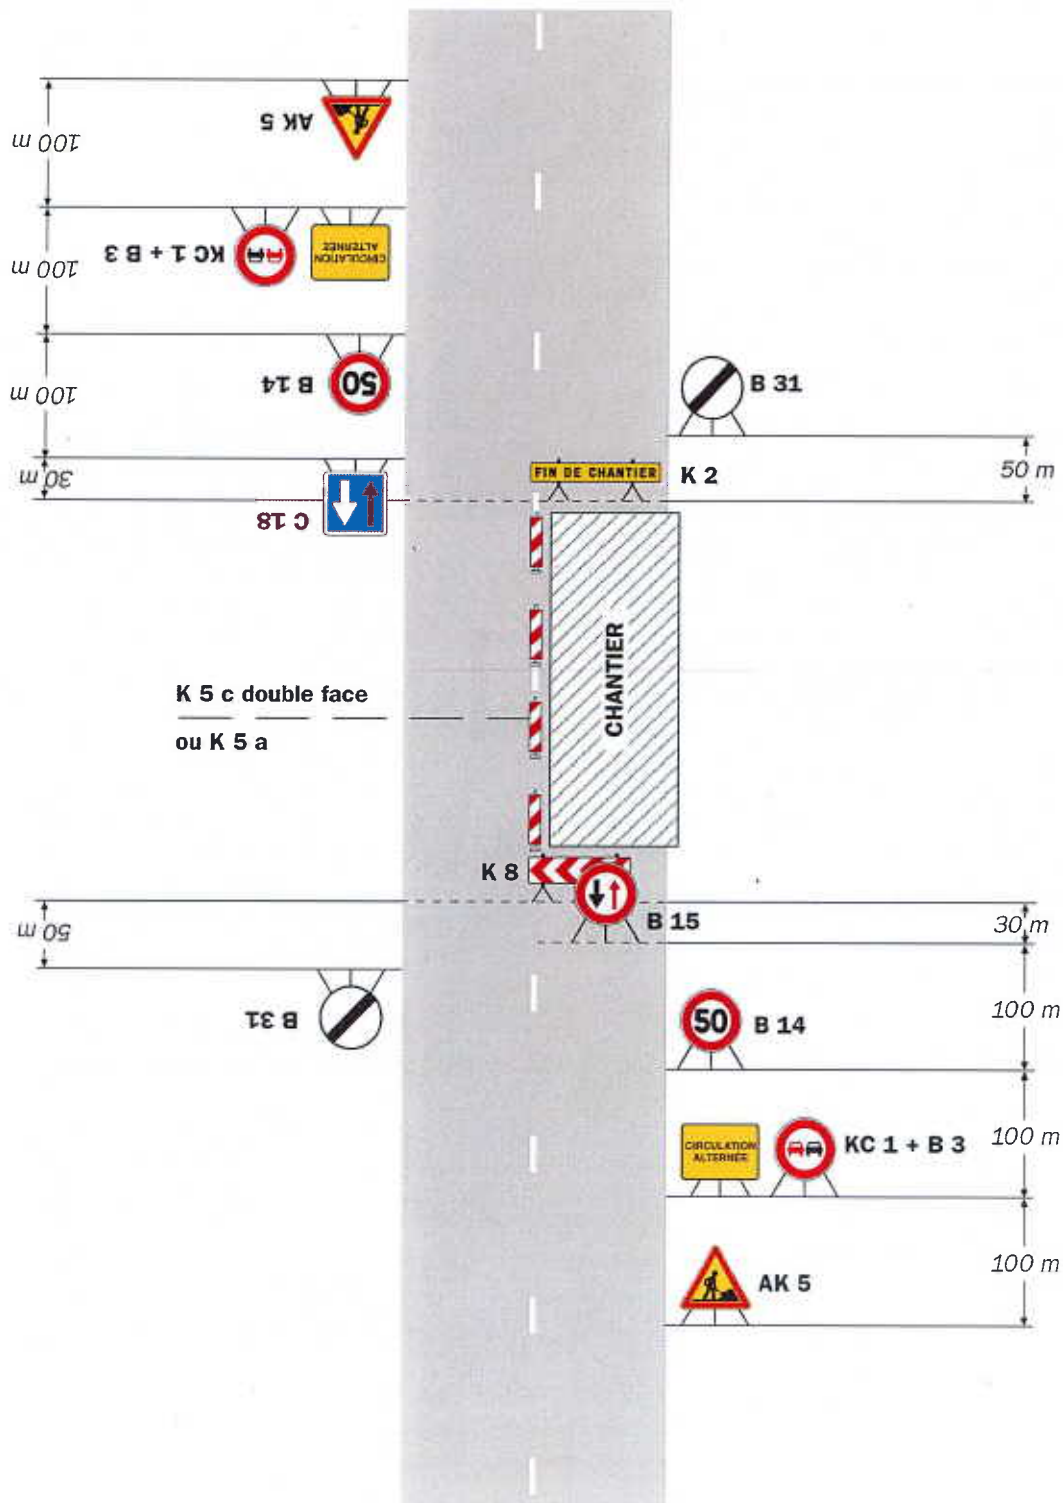 AK 5
100 m
KC 1 + B 3
CIRCULATION
ALTERNÉE
100 m
B 14
50
100 m
B 31
30 m
C 18
FIN DE CHANTIER
K 2
50 m
CHANTIER
K 5 c double face
ou K 5 a
K 8
B 15
30 m
50 m
B 31
50
B 14
100 m
CIRCULATION
ALTERNÉE
KC 1 + B 3
100 m
AK 5
100 m